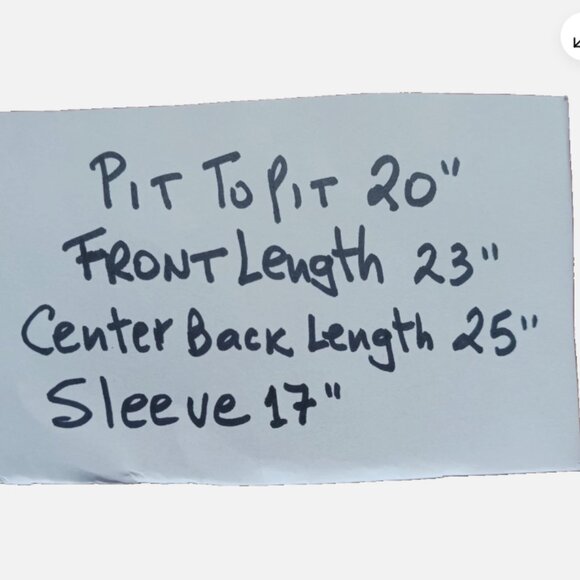 PIT To PIT 20"
FRONT Length 23"
Center Back Length 25"
Sleeve 17"